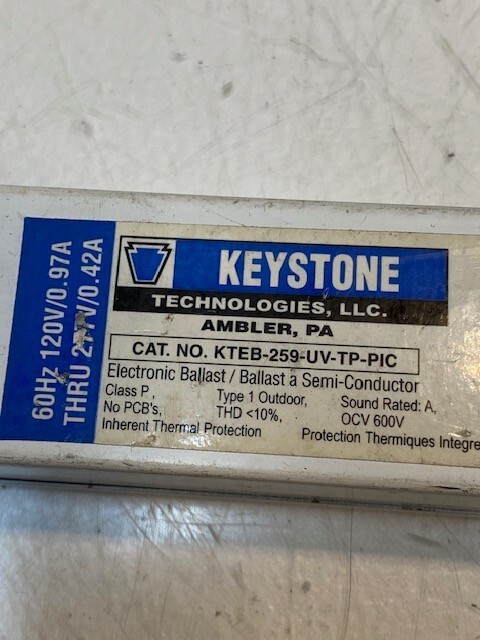 60Hz 120V/0.97A
THRU 277V/0.42A
KEYSTONE
TECHNOLOGIES, LLC.
AMBLER, PA
CAT. NO. KTEB-259-UV-TP-PIC
Electronic Ballast / Ballast a Semi-Conductor
Class P, Type 1 Outdoor, Sound Rated: A,
No PCB's, THD <10%, OCV 600V
Inherent Thermal Protection Protection Thermiques Integre